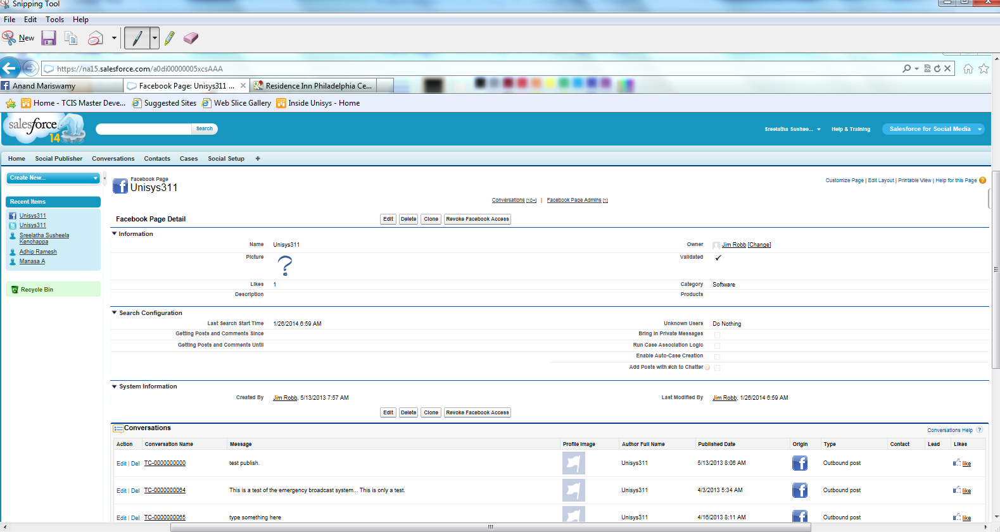 Snipping Tool
File Edit Tools Help
New
https://na15.salesforce.com/a0di00000005xcsAAA
Anand Mariswamy
Facebook Page: Unisys311 ...
Residence Inn Philadelphia Ce...
Home - TCIS Master Deve...
Suggested Sites
Web Slice Gallery
Inside Unisys - Home
salesforce
14
Search
Sreelatha Sushee...
Help & Training
Salesforce for Social Media
Home Social Publisher Conversations Contacts Cases Social Setup +
Create New...
Recent Items
Unisys311
Unisys311
Sreelatha Susheela
Kenchappa
Adhip Ramesh
Manasa A
Recycle Bin
Facebook Page
Unisys311
Customize Page | Edit Layout | Printable View | Help for this Page ?
Conversations [10+] | Facebook Page Admins [1]
Facebook Page Detail
Edit Delete Clone Revoke Facebook Access
Information
Name Unisys311
Owner Jim Robb [Change]
Picture ?
Validated ✓
Likes 1
Category Software
Description
Products
Search Configuration
Last Search Start Time 1/26/2014 6:59 AM
Unknown Users Do Nothing
Getting Posts and Comments Since
Bring In Private Messages
Getting Posts and Comments Until
Run Case Association Logic
Enable Auto-Case Creation
Add Posts with #ch to Chatter
System Information
Created By Jim Robb, 5/13/2013 7:57 AM
Last Modified By Jim Robb, 1/26/2014 6:59 AM
Edit Delete Clone Revoke Facebook Access
Conversations
Conversations Help ?
Action Conversation Name Message Profile Image Author Full Name Published Date Origin Type Contact Lead Likes
Edit | Del TC-0000000000 test publish. Unisys311 5/13/2013 8:06 AM Outbound post like
Edit | Del TC-0000000064 This is a test of the emergency broadcast system... This is only a test. Unisys311 4/3/2013 5:34 AM Outbound post like
Edit | Del TC-0000000065 type something here Unisys311 4/16/2013 8:11 AM Outbound post like